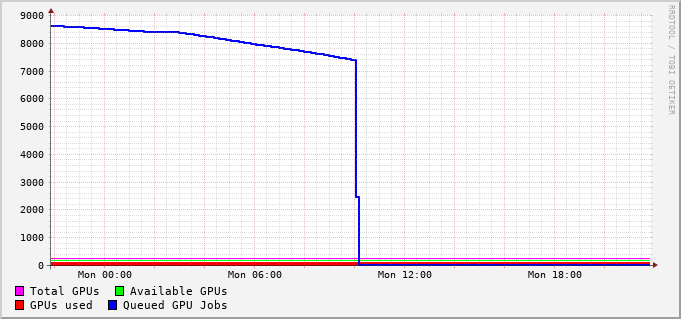 9000
8000
7000
6000
5000
4000
3000
2000
1000
0
Mon 00:00 Mon 06:00 Mon 12:00 Mon 18:00
Total GPUs Available GPUs
GPUs used Queued GPU Jobs
RRDTOOL / TOBI OETIKER